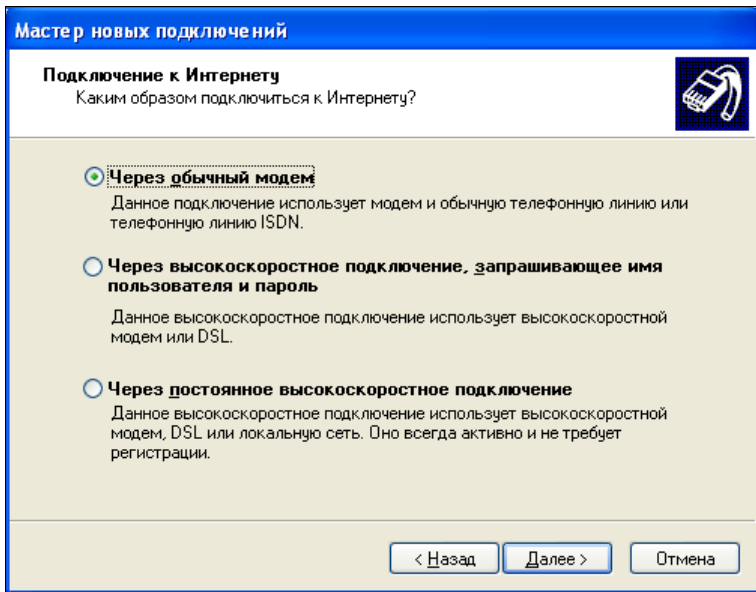 Мастер новых подключений
Подключение к Интернету
Каким образом подключиться к Интернету?
Через обычный модем
Данное подключение использует модем и обычную телефонную линию или
телефонную линию ISDN.
Через высокоскоростное подключение, запрашивающее имя
пользователя и пароль
Данное высокоскоростное подключение использует высокоскоростной
модем или DSL.
Через постоянное высокоскоростное подключение
Данное высокоскоростное подключение использует высокоскоростной
модем, DSL или локальную сеть. Оно всегда активно и не требует
регистрации.
< Назад Далее > Отмена